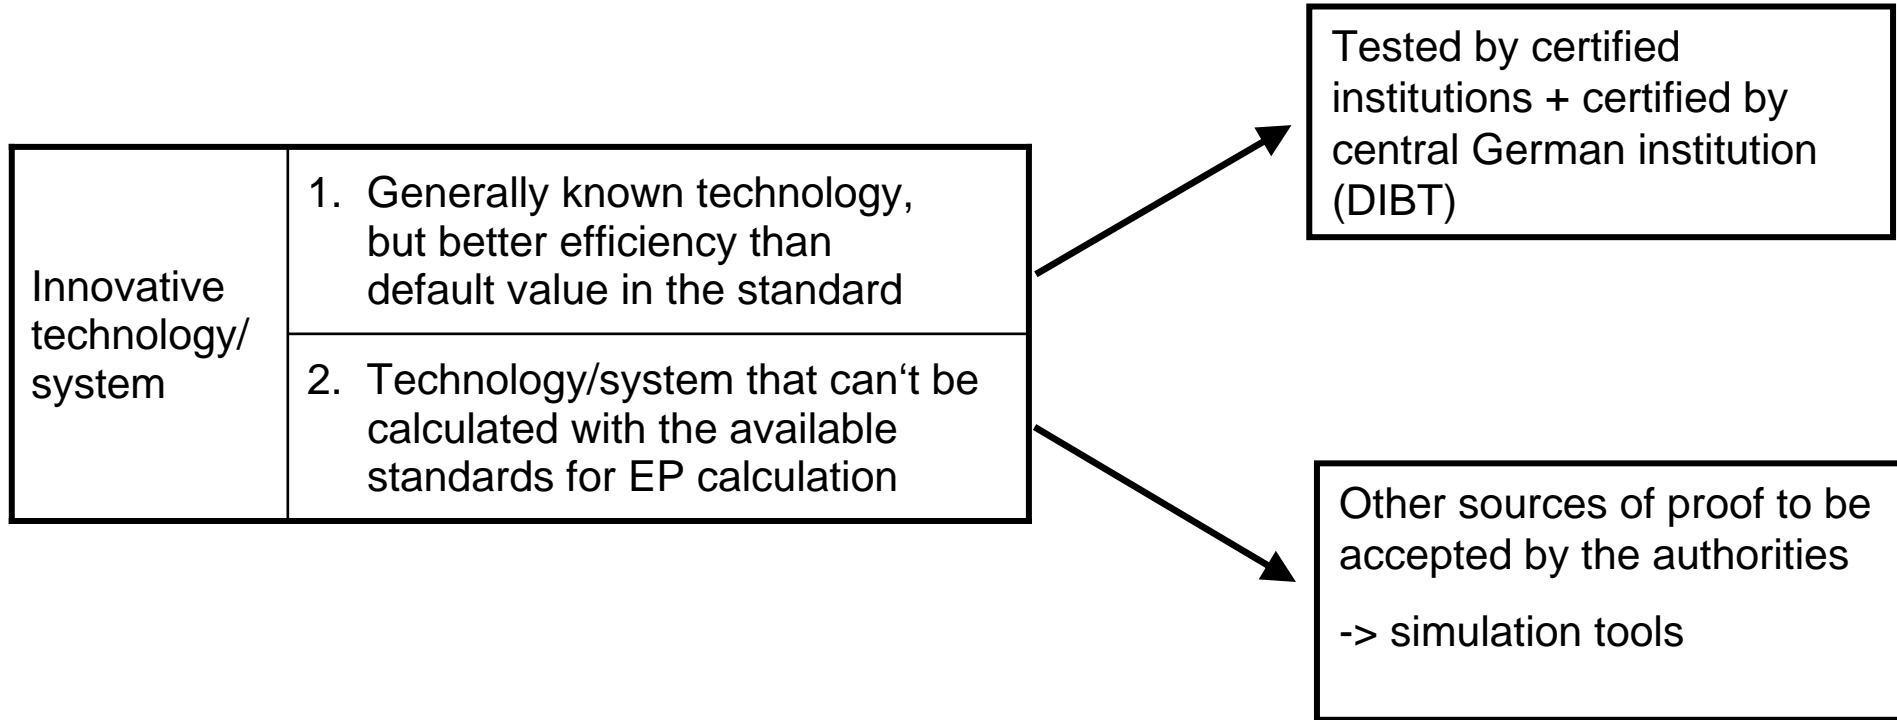 Innovative
technology/
system
1. Generally known technology,
but better efficiency than
default value in the standard
2. Technology/system that can‘t be
calculated with the available
standards for EP calculation
Tested by certified
institutions + certified by
central German institution
(DIBT)
Other sources of proof to be
accepted by the authorities
-> simulation tools